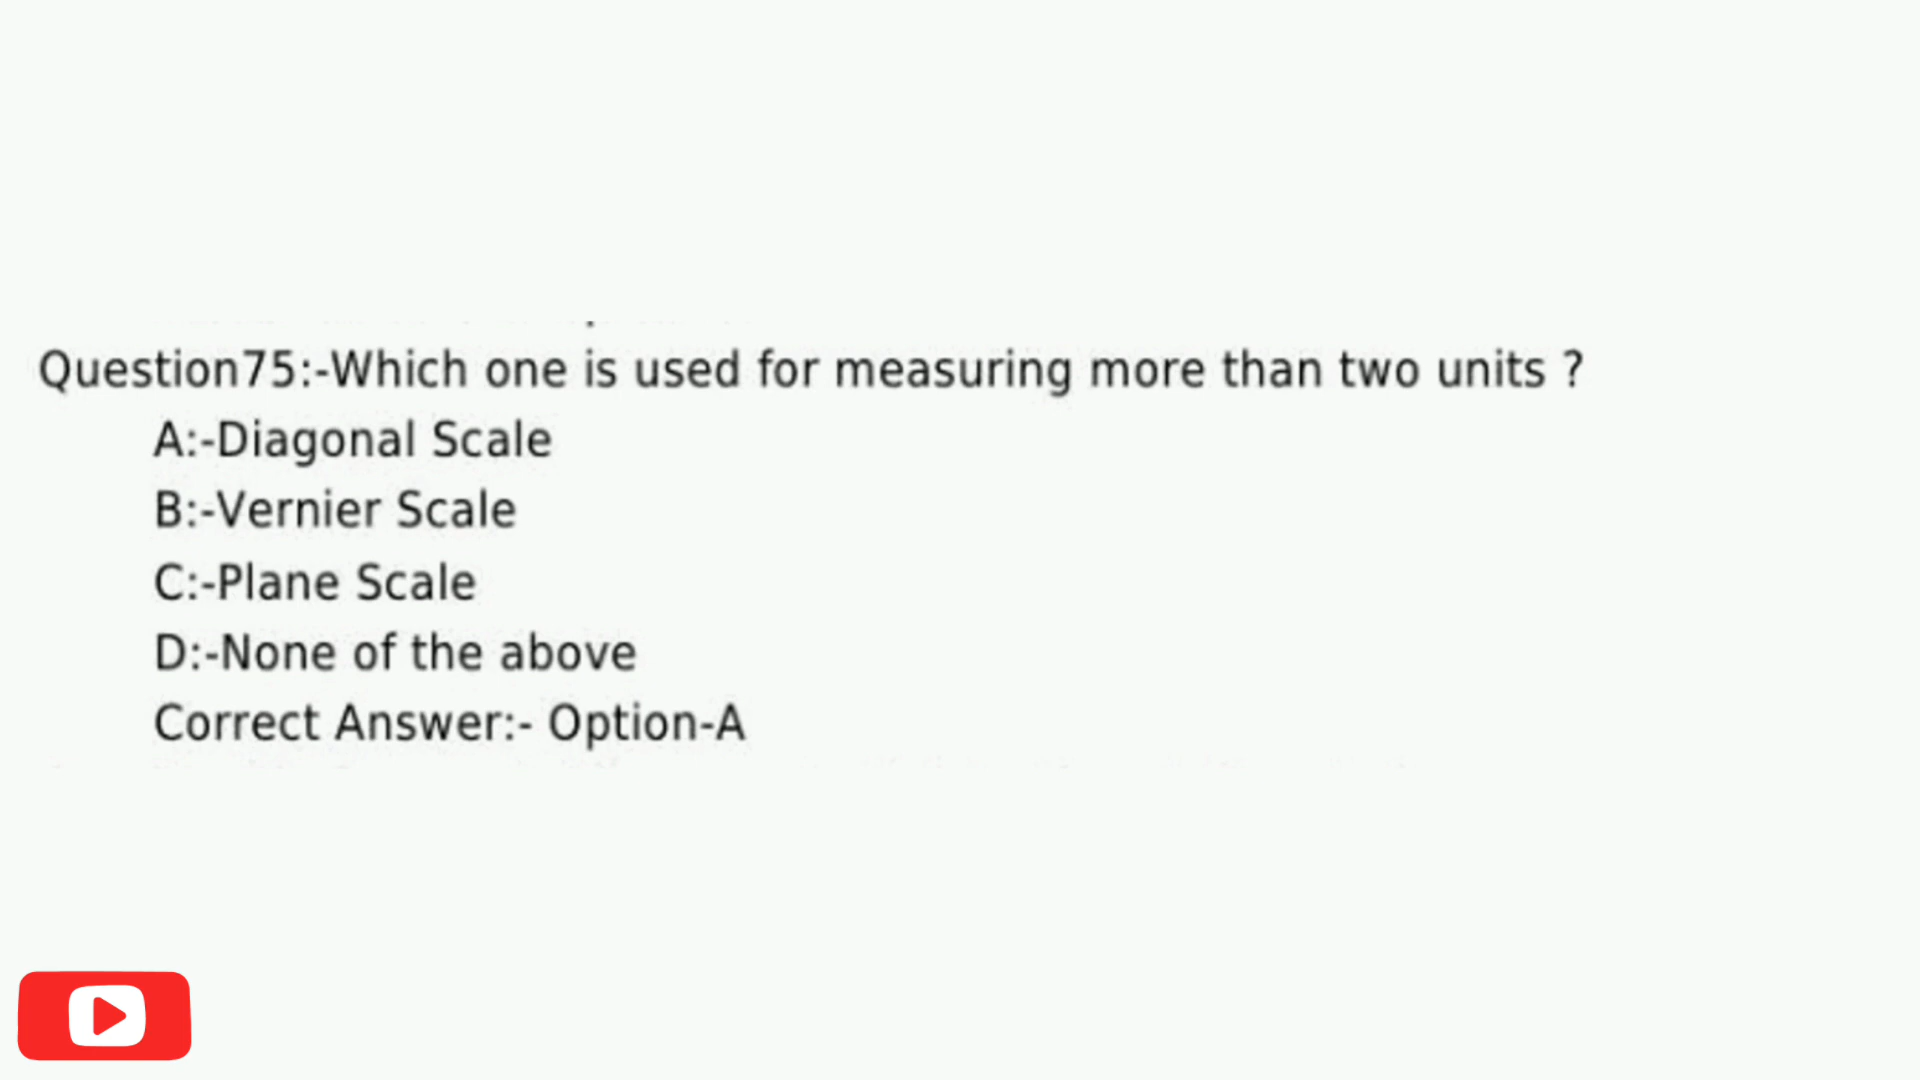 Question75:-Which one is used for measuring more than two units ?
A:-Diagonal Scale
B:-Vernier Scale
C:-Plane Scale
D:-None of the above
Correct Answer:- Option-A